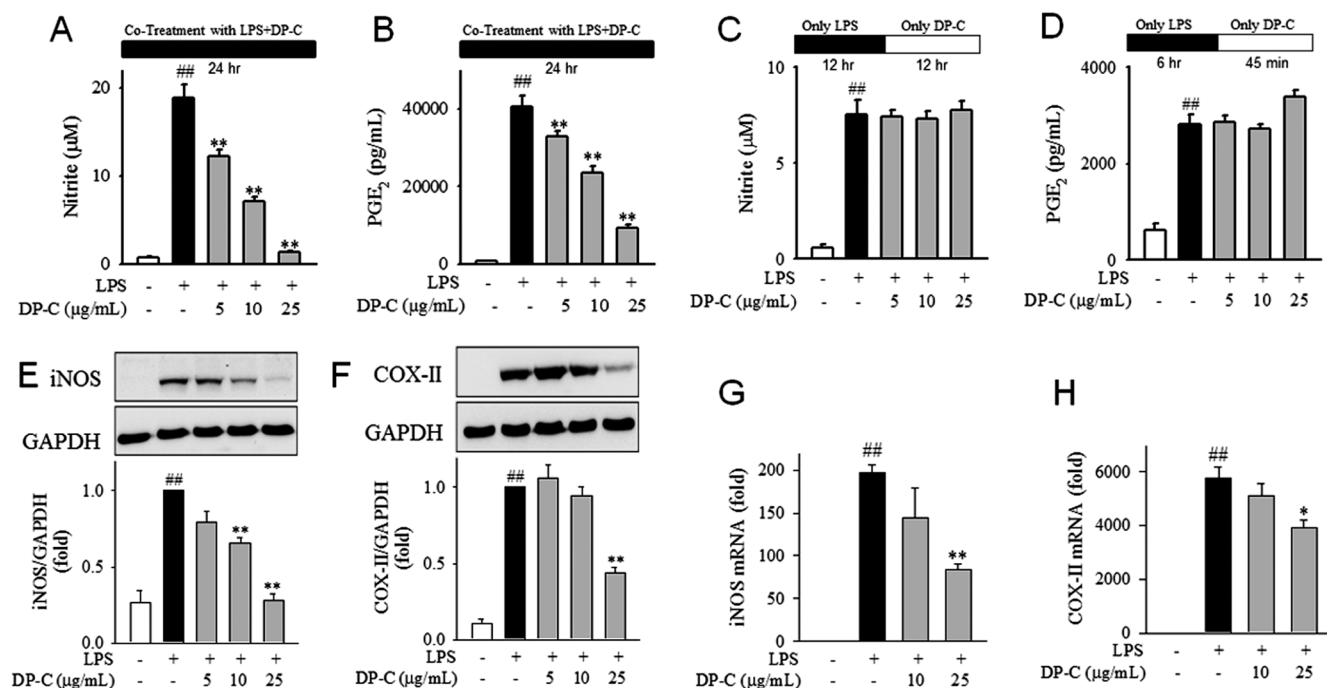 A
Co-Treatment with LPS+DP-C
24 hr
Nitrite (µM)
20
10
0
##
**
**
**
LPS - + + + +
DP-C (µg/mL) - - 5 10 25
B
Co-Treatment with LPS+DP-C
24 hr
PGE2 (pg/mL)
40000
20000
0
##
**
**
**
LPS - + + + +
DP-C (µg/mL) - - 5 10 25
C
Only LPS Only DP-C
12 hr 12 hr
Nitrite (µM)
10
5
0
##
LPS - + + + +
DP-C (µg/mL) - - 5 10 25
D
Only LPS Only DP-C
6 hr 45 min
PGE2 (pg/mL)
4000
2000
0
##
LPS - + + + +
DP-C (µg/mL) - - 5 10 25
E
iNOS
GAPDH
iNOS/GAPDH
(fold)
1.0
0.5
0.0
##
**
**
LPS - + + + +
DP-C (µg/mL) - - 5 10 25
F
COX-II
GAPDH
COX-II/GAPDH
(fold)
1.0
0.5
0.0
##
**
LPS - + + + +
DP-C (µg/mL) - - 5 10 25
G
iNOS mRNA (fold)
200
150
100
50
0
##
**
LPS - + + +
DP-C (µg/mL) - - 10 25
H
COX-II mRNA (fold)
6000
4000
2000
0
##
*
LPS - + + +
DP-C (µg/mL) - - 10 25